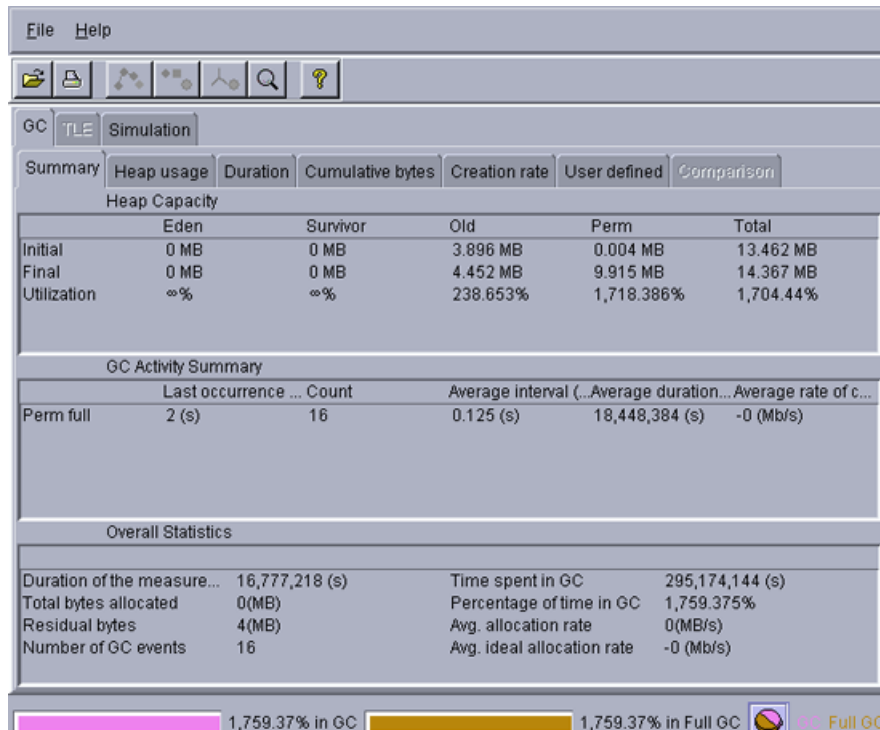 File Help
GC TLE Simulation
Summary Heap usage Duration Cumulative bytes Creation rate User defined Comparison
Heap Capacity
Eden Survivor Old Perm Total
Initial 0 MB 0 MB 3.896 MB 0.004 MB 13.462 MB
Final 0 MB 0 MB 4.452 MB 9.915 MB 14.367 MB
Utilization ∞% ∞% 238.653% 1,718.386% 1,704.44%
GC Activity Summary
Last occurrence ... Count Average interval (... Average duration... Average rate of c...
Perm full 2 (s) 16 0.125 (s) 18,448,384 (s) -0 (Mb/s)
Overall Statistics
Duration of the measure... 16,777,218 (s) Time spent in GC 295,174,144 (s)
Total bytes allocated 0(MB) Percentage of time in GC 1,759.375%
Residual bytes 4(MB) Avg. allocation rate 0(MB/s)
Number of GC events 16 Avg. ideal allocation rate -0 (Mb/s)
1,759.37% in GC 1,759.37% in Full GC GC Full GC